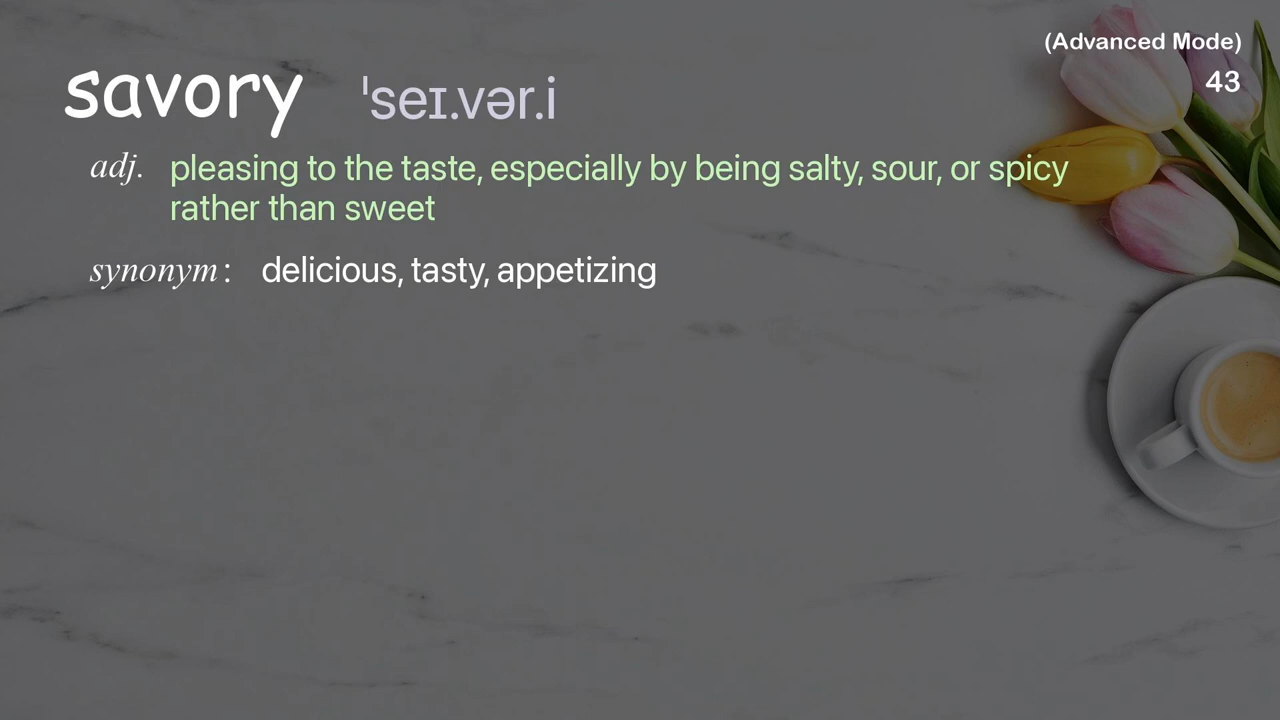 (Advanced Mode)
43
savory ˈseɪ.vər.i
adj. pleasing to the taste, especially by being salty, sour, or spicy
rather than sweet
synonym: delicious, tasty, appetizing